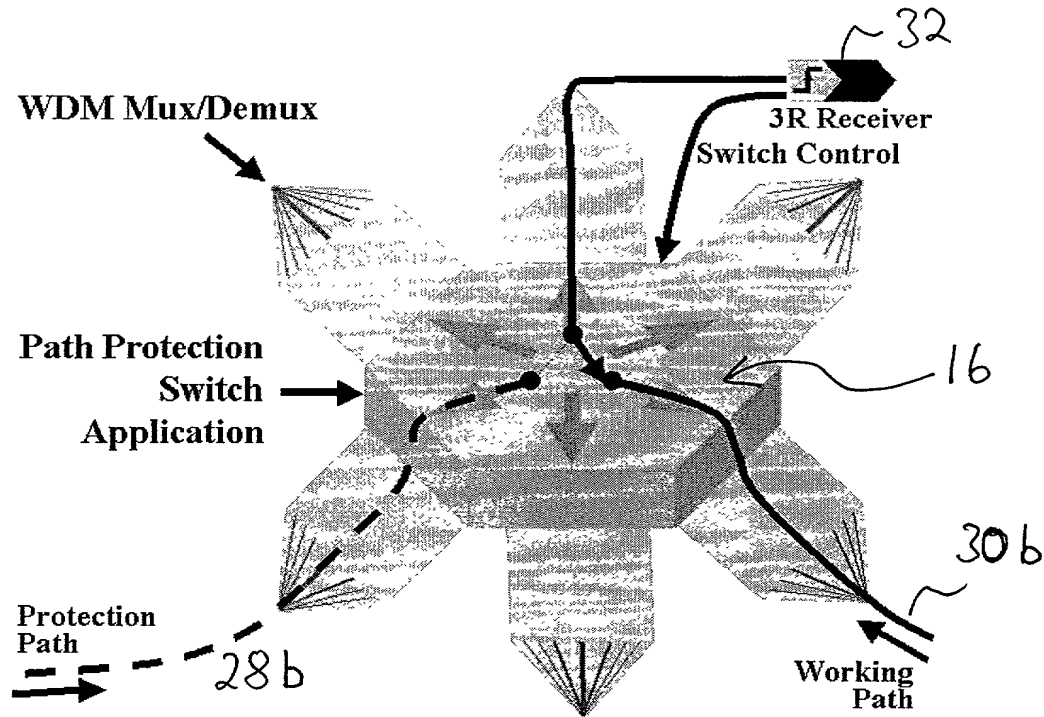 32
WDM Mux/Demux
3R Receiver
Switch Control
Path Protection
Switch
Application
16
30b
Protection
Path
28b
Working
Path